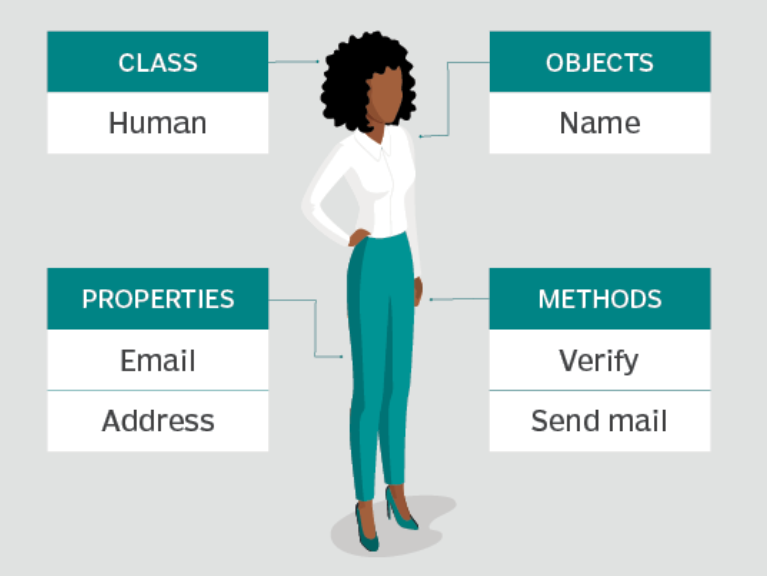 CLASS
Human
OBJECTS
Name
PROPERTIES
Email
Address
METHODS
Verify
Send mail